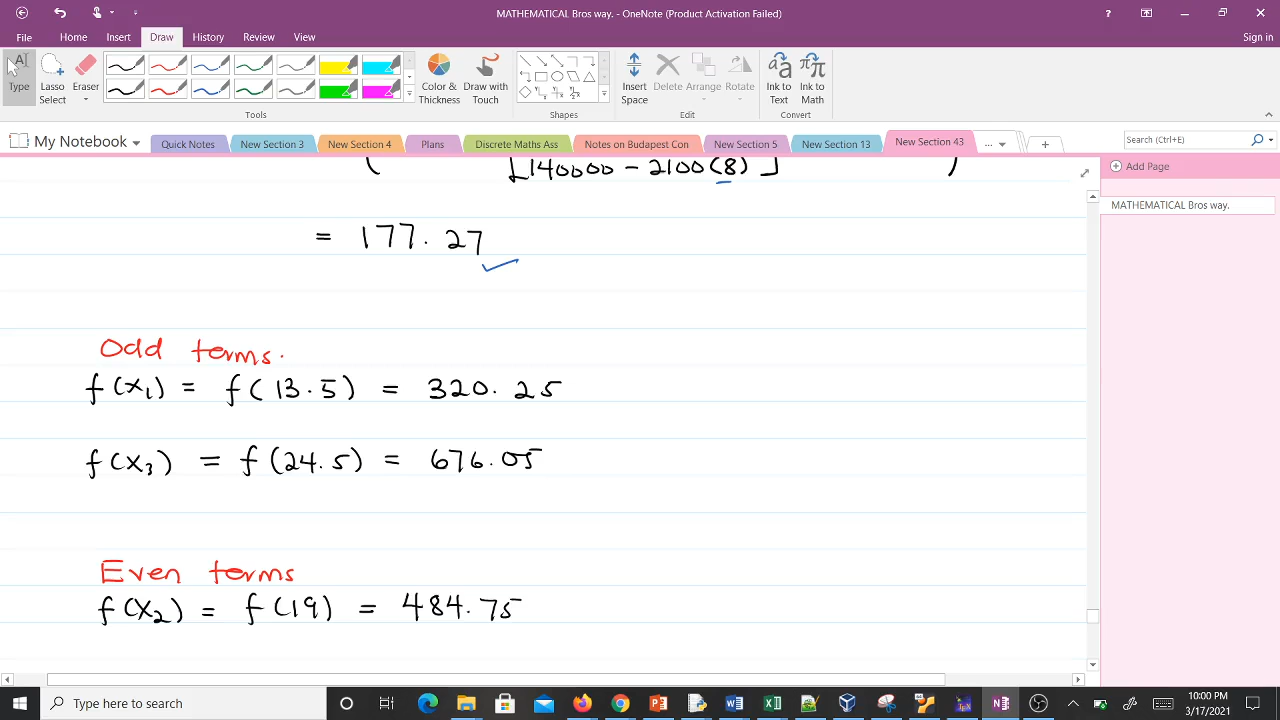 MATHEMATICAL Bros way. - OneNote (Product Activation Failed)
File Home Insert Draw History Review View
Sign in
Type
Lasso Select
Eraser
Color & Thickness
Draw with Touch
Insert Space
Delete
Arrange
Rotate
Ink to Text
Ink to Math
Tools
Shapes
Edit
Convert
My Notebook
Quick Notes
New Section 3
New Section 4
Plans
Discrete Maths Ass
Notes on Budapest Con
New Section 5
New Section 13
New Section 43
...
Search (Ctrl+E)
Add Page
MATHEMATICAL Bros way.
( [140000 - 2100(8)] )
= 177.27
Odd terms.
f(x₁) = f(13.5) = 320.25
f(x₃) = f(24.5) = 676.05
Even terms
f(x₂) = f(19) = 484.75
Type here to search
10:00 PM
3/17/2021